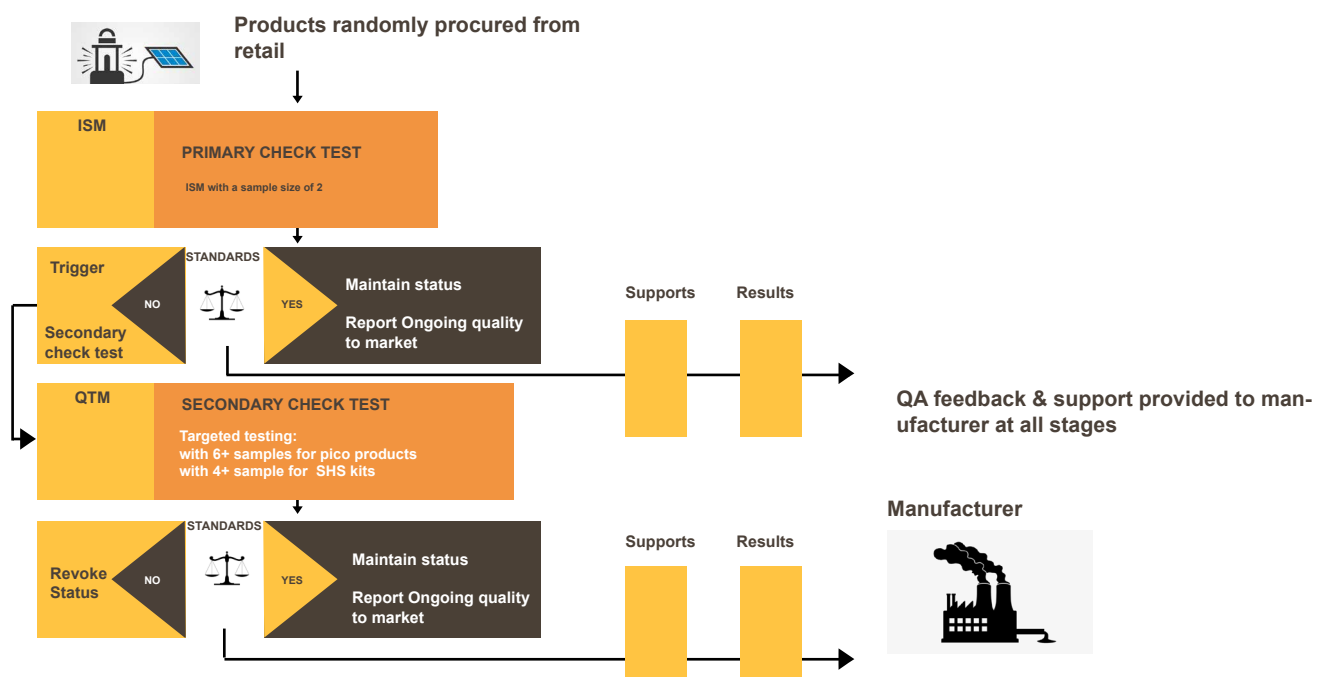 Products randomly procured from
retail
ISM
PRIMARY CHECK TEST
ISM with a sample size of 2
Trigger
Secondary
check test
NO
STANDARDS
YES
Maintain status
Report Ongoing quality
to market
Supports
Results
QA feedback & support provided to man-
ufacturer at all stages
QTM
SECONDARY CHECK TEST
Targeted testing:
with 6+ samples for pico products
with 4+ sample for SHS kits
Revoke
Status
NO
STANDARDS
YES
Maintain status
Report Ongoing quality
to market
Supports
Results
Manufacturer